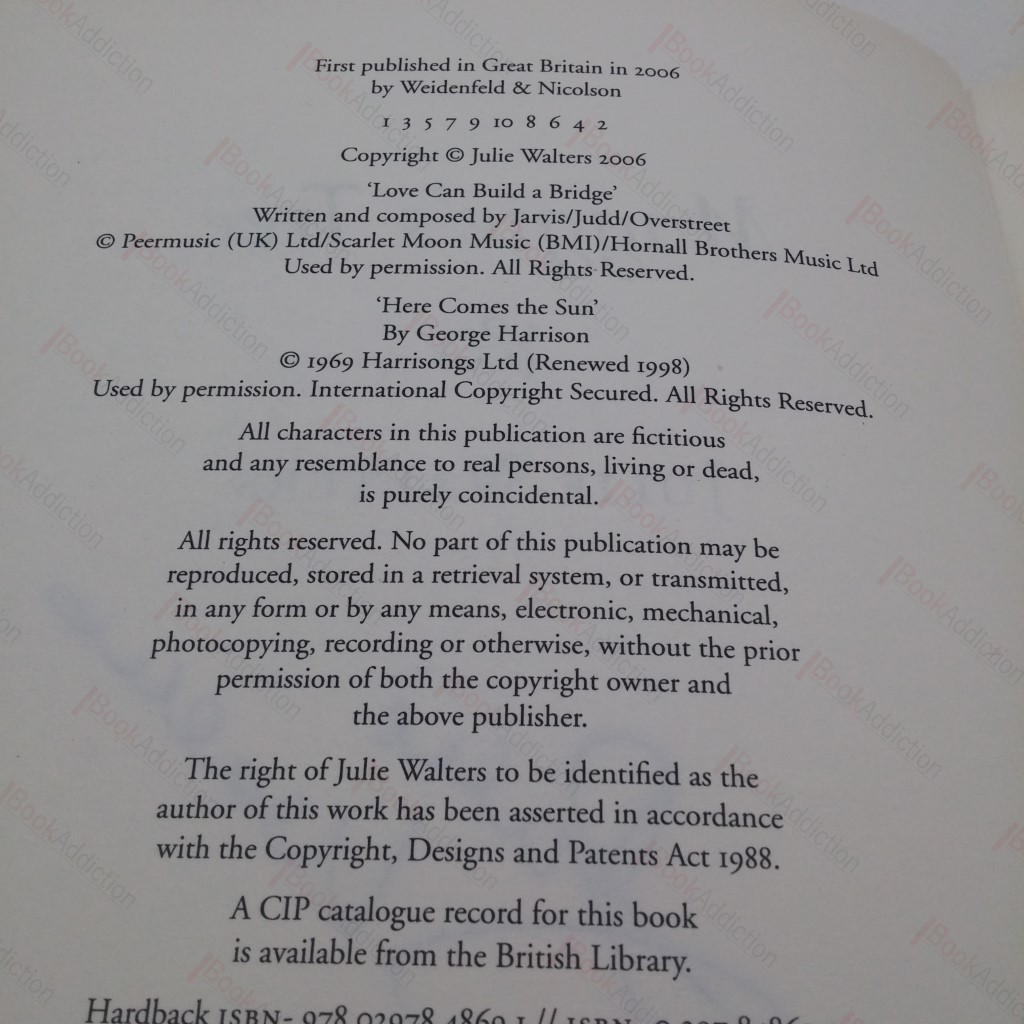 First published in Great Britain in 2006
by Weidenfeld & Nicolson
1 3 5 7 9 10 8 6 4 2
Copyright © Julie Walters 2006
‘Love Can Build a Bridge’
Written and composed by Jarvis/Judd/Overstreet
© Peermusic (UK) Ltd/Scarlet Moon Music (BMI)/Hornall Brothers Music Ltd
Used by permission. All Rights Reserved.
‘Here Comes the Sun’
By George Harrison
© 1969 Harrisongs Ltd (Renewed 1998)
Used by permission. International Copyright Secured. All Rights Reserved.
All characters in this publication are fictitious
and any resemblance to real persons, living or dead,
is purely coincidental.
All rights reserved. No part of this publication may be
reproduced, stored in a retrieval system, or transmitted,
in any form or by any means, electronic, mechanical,
photocopying, recording or otherwise, without the prior
permission of both the copyright owner and
the above publisher.
The right of Julie Walters to be identified as the
author of this work has been asserted in accordance
with the Copyright, Designs and Patents Act 1988.
A CIP catalogue record for this book
is available from the British Library.
Hardback ISBN- 978 02978 4869 1 // ISBN
BookAddiction